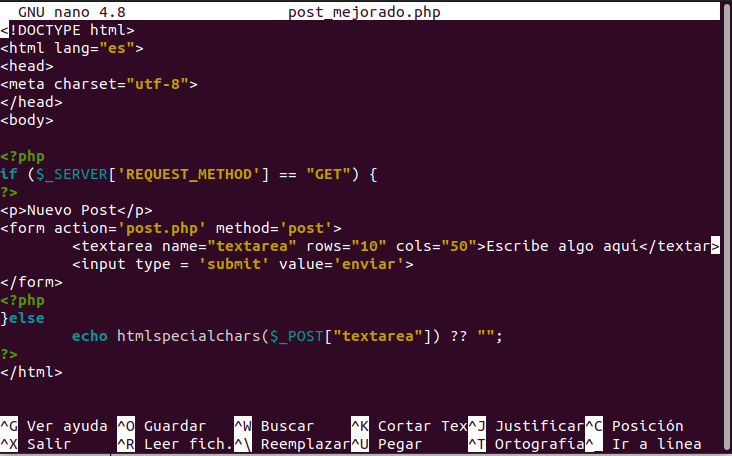 GNU nano 4.8 post_mejorado.php
<!DOCTYPE html>
<html lang="es">
<head>
<meta charset="utf-8">
</head>
<body>
<?php
if ($_SERVER['REQUEST_METHOD'] == "GET") {
?>
<p>Nuevo Post</p>
<form action='post.php' method='post'>
        <textarea name="textarea" rows="10" cols="50">Escribe algo aquí</textar>
        <input type = 'submit' value='enviar'>
</form>
<?php
}else
        echo htmlspecialchars($_POST["textarea"]) ?? "";
?>
</html>
^G Ver ayuda ^O Guardar ^W Buscar ^K Cortar Tex^J Justificar^C Posición
^X Salir ^R Leer fich.^\ Reemplazar^U Pegar ^T Ortografía^_ Ir a línea